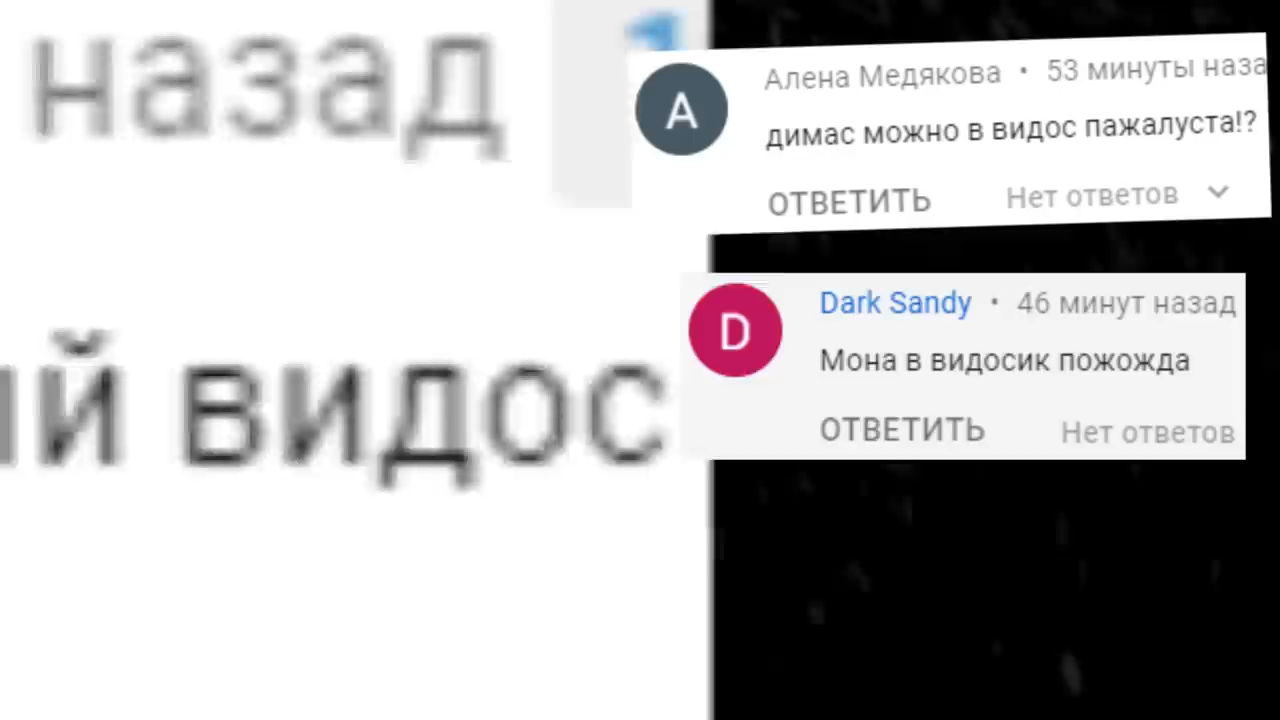 назад
й видос
A
Алена Медякова • 53 минуты наза
димас можно в видос пажалуста!?
ОТВЕТИТЬ Нет ответов
D
Dark Sandy • 46 минут назад
Мона в видосик пожожда
ОТВЕТИТЬ Нет ответов